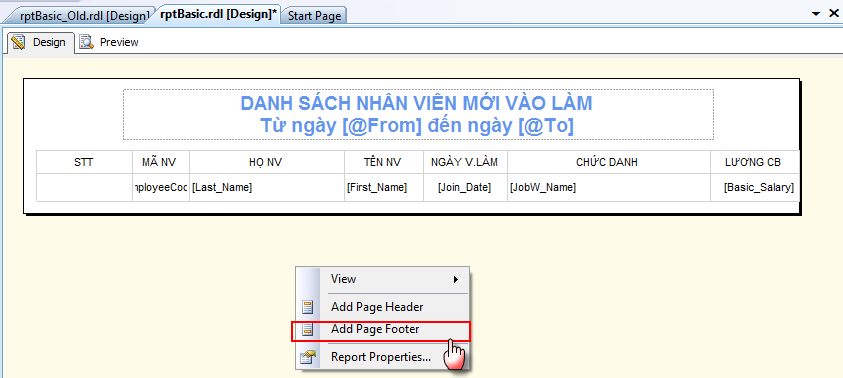 rptBasic_Old.rdl [Design] rptBasic.rdl [Design]* Start Page
Design Preview
DANH SÁCH NHÂN VIÊN MỚI VÀO LÀM
Từ ngày [@From] đến ngày [@To]
STT MÃ NV HỌ NV TÊN NV NGÀY V.LÀM CHỨC DANH LƯƠNG CB
nployeeCoc [Last_Name] [First_Name] [Join_Date] [JobW_Name] [Basic_Salary]
View
Add Page Header
Add Page Footer
Report Properties...